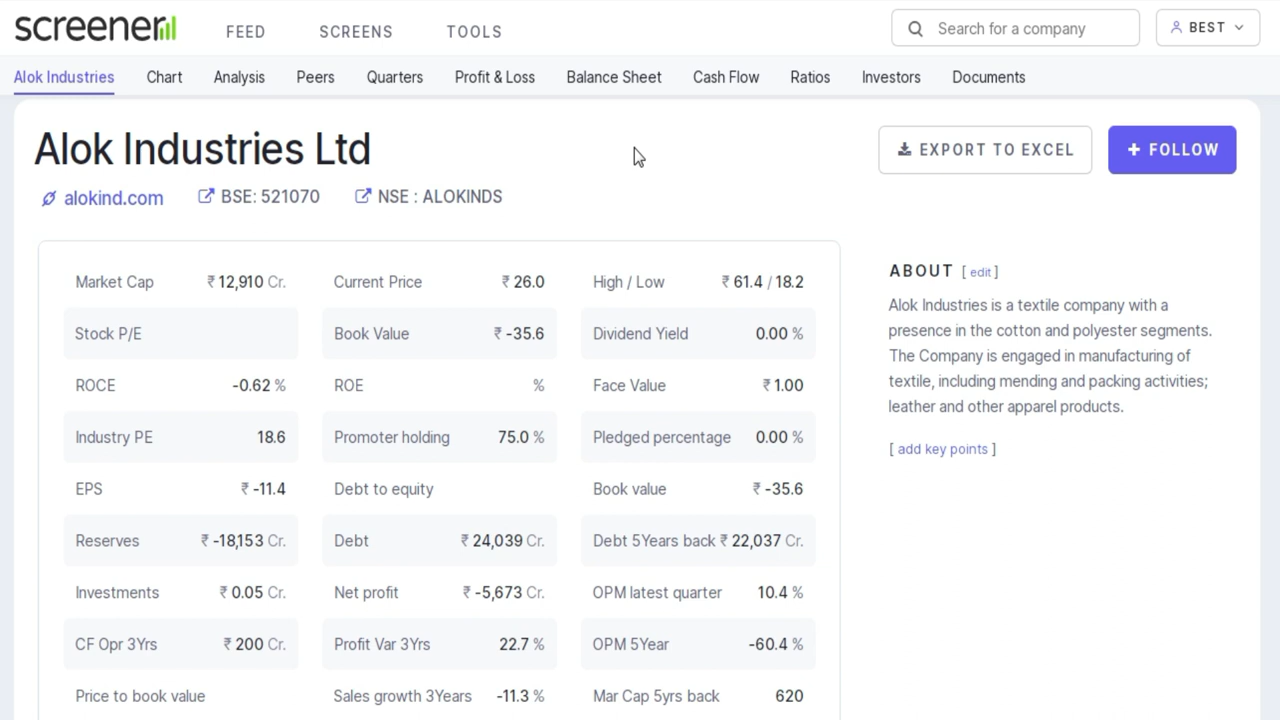 screener
FEED SCREENS TOOLS
Search for a company
BEST
Alok Industries Chart Analysis Peers Quarters Profit & Loss Balance Sheet Cash Flow Ratios Investors Documents
Alok Industries Ltd
EXPORT TO EXCEL
+ FOLLOW
alokind.com BSE: 521070 NSE : ALOKINDS
Market Cap ₹ 12,910 Cr. Current Price ₹ 26.0 High / Low ₹ 61.4 / 18.2
Stock P/E Book Value ₹ -35.6 Dividend Yield 0.00 %
ROCE -0.62 % ROE % Face Value ₹ 1.00
Industry PE 18.6 Promoter holding 75.0 % Pledged percentage 0.00 %
EPS ₹ -11.4 Debt to equity Book value ₹ -35.6
Reserves ₹ -18,153 Cr. Debt ₹ 24,039 Cr. Debt 5Years back ₹ 22,037 Cr.
Investments ₹ 0.05 Cr. Net profit ₹ -5,673 Cr. OPM latest quarter 10.4 %
CF Opr 3Yrs ₹ 200 Cr. Profit Var 3Yrs 22.7 % OPM 5Year -60.4 %
Price to book value Sales growth 3Years -11.3 % Mar Cap 5yrs back 620
ABOUT [ edit ]
Alok Industries is a textile company with a
presence in the cotton and polyester segments.
The Company is engaged in manufacturing of
textile, including mending and packing activities;
leather and other apparel products.
[ add key points ]